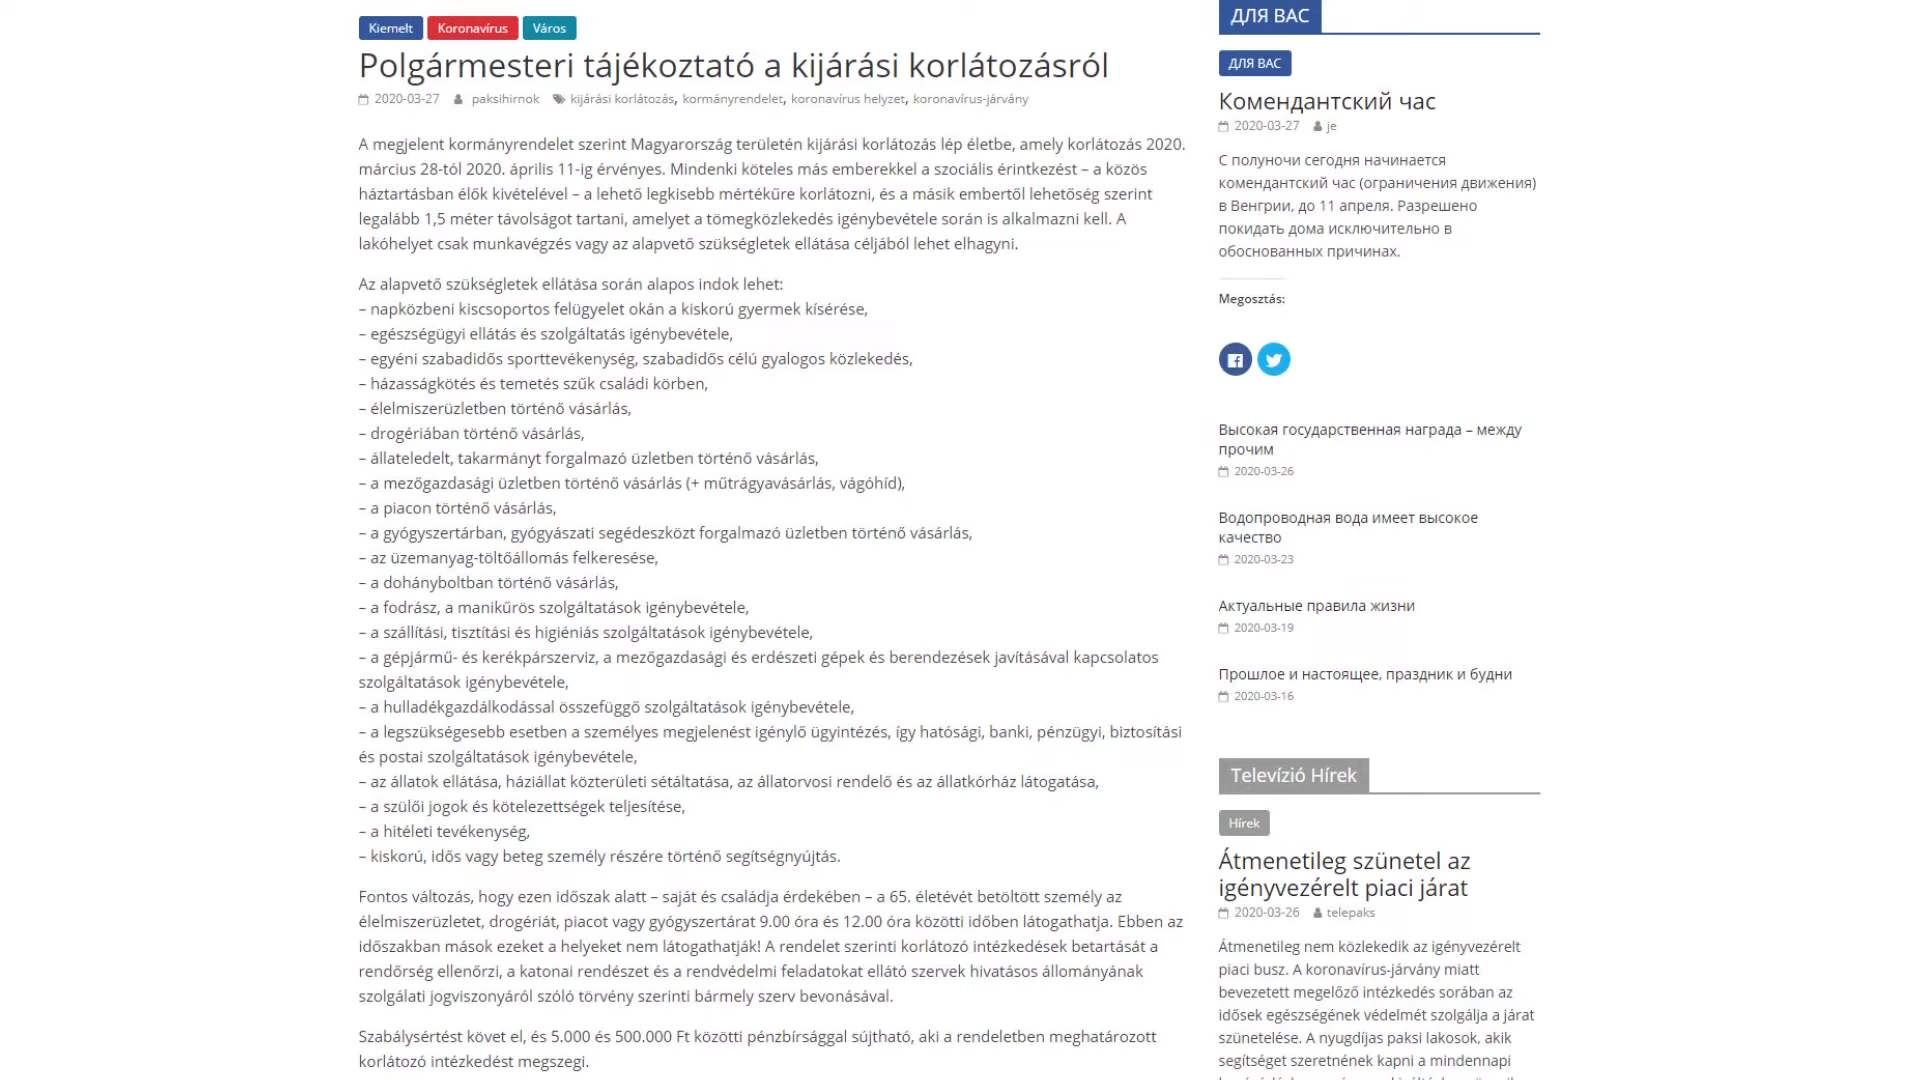 Kiemelt Koronavírus Város
Polgármesteri tájékoztató a kijárási korlátozásról
2020-03-27 paksihirnok kijárási korlátozás, kormányrendelet, koronavírus helyzet, koronavírus-járvány
A megjelent kormányrendelet szerint Magyarország területén kijárási korlátozás lép életbe, amely korlátozás 2020.
március 28-tól 2020. április 11-ig érvényes. Mindenki köteles más emberekkel a szociális érintkezést – a közös
háztartásban élők kivételével – a lehető legkisebb mértékűre korlátozni, és a másik embertől lehetőség szerint
legalább 1,5 méter távolságot tartani, amelyet a tömegközlekedés igénybevétele során is alkalmazni kell. A
lakóhelyet csak munkavégzés vagy az alapvető szükségletek ellátása céljából lehet elhagyni.
Az alapvető szükségletek ellátása során alapos indok lehet:
– napközbeni kiscsoportos felügyelet okán a kiskorú gyermek kísérése,
– egészségügyi ellátás és szolgáltatás igénybevétele,
– egyéni szabadidős sporttevékenység, szabadidős célú gyalogos közlekedés,
– házasságkötés és temetés szűk családi körben,
– élelmiszerüzletben történő vásárlás,
– drogériában történő vásárlás,
– állateledelt, takarmányt forgalmazó üzletben történő vásárlás,
– a mezőgazdasági üzletben történő vásárlás (+ műtrágyavásárlás, vágóhíd),
– a piacon történő vásárlás,
– a gyógyszertárban, gyógyászati segédeszközt forgalmazó üzletben történő vásárlás,
– az üzemanyag-töltőállomás felkeresése,
– a dohányboltban történő vásárlás,
– a fodrász, a manikűrös szolgáltatások igénybevétele,
– a szállítási, tisztítási és higiéniás szolgáltatások igénybevétele,
– a gépjármű- és kerékpárszerviz, a mezőgazdasági és erdészeti gépek és berendezések javításával kapcsolatos
szolgáltatások igénybevétele,
– a hulladékgazdálkodással összefüggő szolgáltatások igénybevétele,
– a legszükségesebb esetben a személyes megjelenést igénylő ügyintézés, így hatósági, banki, pénzügyi, biztosítási
és postai szolgáltatások igénybevétele,
– az állatok ellátása, háziállat közterületi sétáltatása, az állatorvosi rendelő és az állatkórház látogatása,
– a szülői jogok és kötelezettségek teljesítése,
– a hitéleti tevékenység,
– kiskorú, idős vagy beteg személy részére történő segítségnyújtás.
Fontos változás, hogy ezen időszak alatt – saját és családja érdekében – a 65. életévét betöltött személy az
élelmiszerüzletet, drogériát, piacot vagy gyógyszertárat 9.00 óra és 12.00 óra közötti időben látogathatja. Ebben az
időszakban mások ezeket a helyeket nem látogathatják! A rendelet szerinti korlátozó intézkedések betartását a
rendőrség ellenőrzi, a katonai rendészet és a rendvédelmi feladatokat ellátó szervek hivatásos állományának
szolgálati jogviszonyáról szóló törvény szerinti bármely szerv bevonásával.
Szabálysértést követ el, és 5.000 és 500.000 Ft közötti pénzbírsággal sújtható, aki a rendeletben meghatározott
korlátozó intézkedést megszegi.
ДЛЯ ВАС
ДЛЯ ВАС
Комендантский час
2020-03-27 je
С полуночи сегодня начинается
комендантский час (ограничения движения)
в Венгрии, до 11 апреля. Разрешено
покидать дома исключительно в
обоснованных причинах.
Megosztás:
Высокая государственная награда – между
прочим
2020-03-26
Водопроводная вода имеет высокое
качество
2020-03-23
Актуальные правила жизни
2020-03-19
Прошлое и настоящее, праздник и будни
2020-03-16
Televízió Hírek
Hírek
Átmenetileg szünetel az
igényvezérelt piaci járat
2020-03-26 telepaks
Átmenetileg nem közlekedik az igényvezérelt
piaci busz. A koronavírus-járvány miatt
bevezetett megelőző intézkedés sorában az
idősek egészségének védelmét szolgálja a járat
szünetelése. A nyugdíjas paksi lakosok, akik
segítséget szeretnének kapni a mindennapi